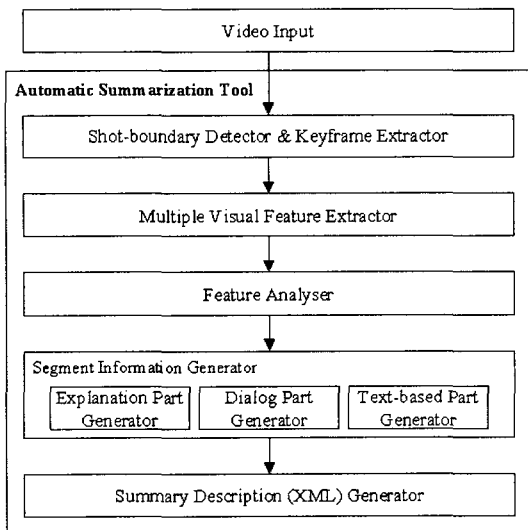 Video Input
Automatic Summarization Tool
Shot-boundary Detector & Keyframe Extractor
Multiple Visual Feature Extractor
Feature Analyser
Segment Information Generator
Explanation Part
Generator
Dialog Part
Generator
Text-based Part
Generator
Summary Description (XML) Generator